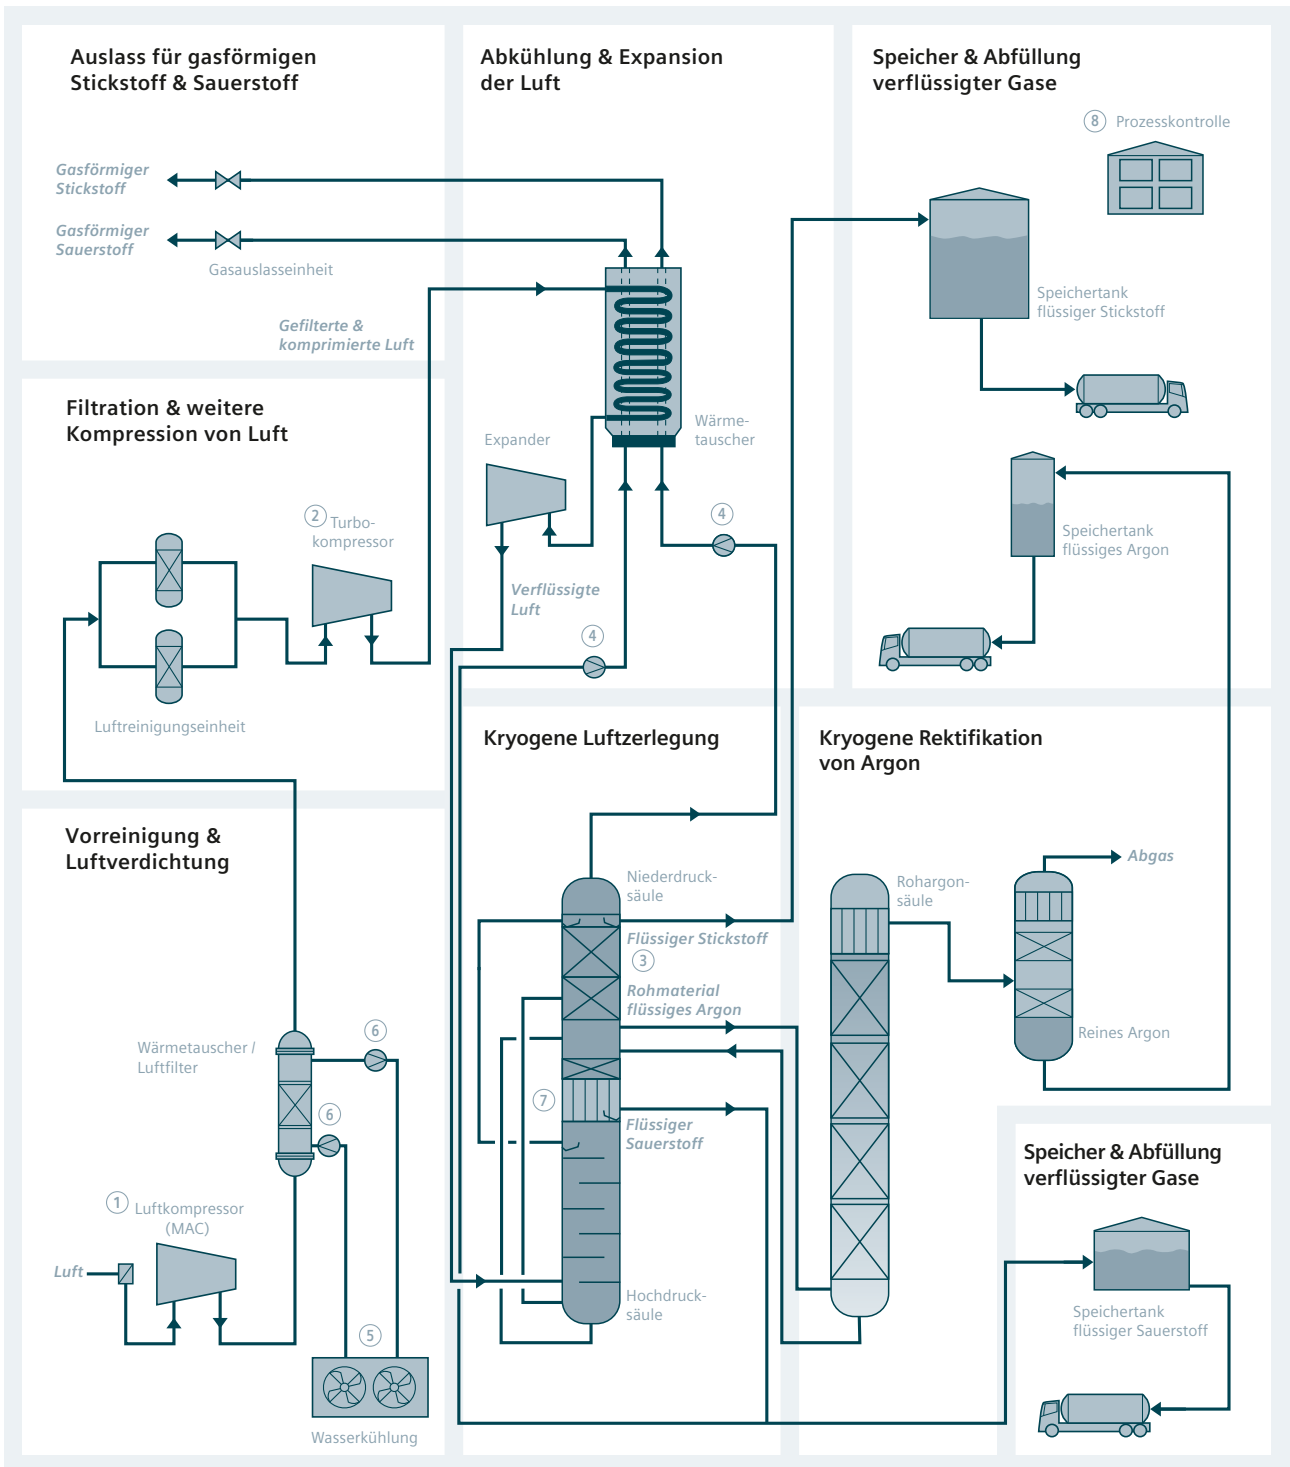 Auslass für gasförmigen
Stickstoff & Sauerstoff
Gasförmiger
Stickstoff
Gasförmiger
Sauerstoff
Gasauslasseinheit
Gefilterte &
komprimierte Luft
Abkühlung & Expansion
der Luft
Expander
Wärme-
tauscher
4
Verflüssigte
Luft
4
Speicher & Abfüllung
verflüssigter Gase
8 Prozesskontrolle
Speichertank
flüssiger Stickstoff
Speichertank
flüssiges Argon
Filtration & weitere
Kompression von Luft
2 Turbo-
kompressor
Luftreinigungseinheit
Vorreinigung &
Luftverdichtung
Wärmetauscher /
Luftfilter
6
6
1 Luftkompressor
(MAC)
Luft
5
Wasserkühlung
Kryogene Luftzerlegung
Niederdruck-
säule
Flüssiger Stickstoff
3
Rohmaterial
flüssiges Argon
7
Flüssiger
Sauerstoff
Hochdruck-
säule
Kryogene Rektifikation
von Argon
Rohargon-
säule
Abgas
Reines Argon
Speicher & Abfüllung
verflüssigter Gase
Speichertank
flüssiger Sauerstoff